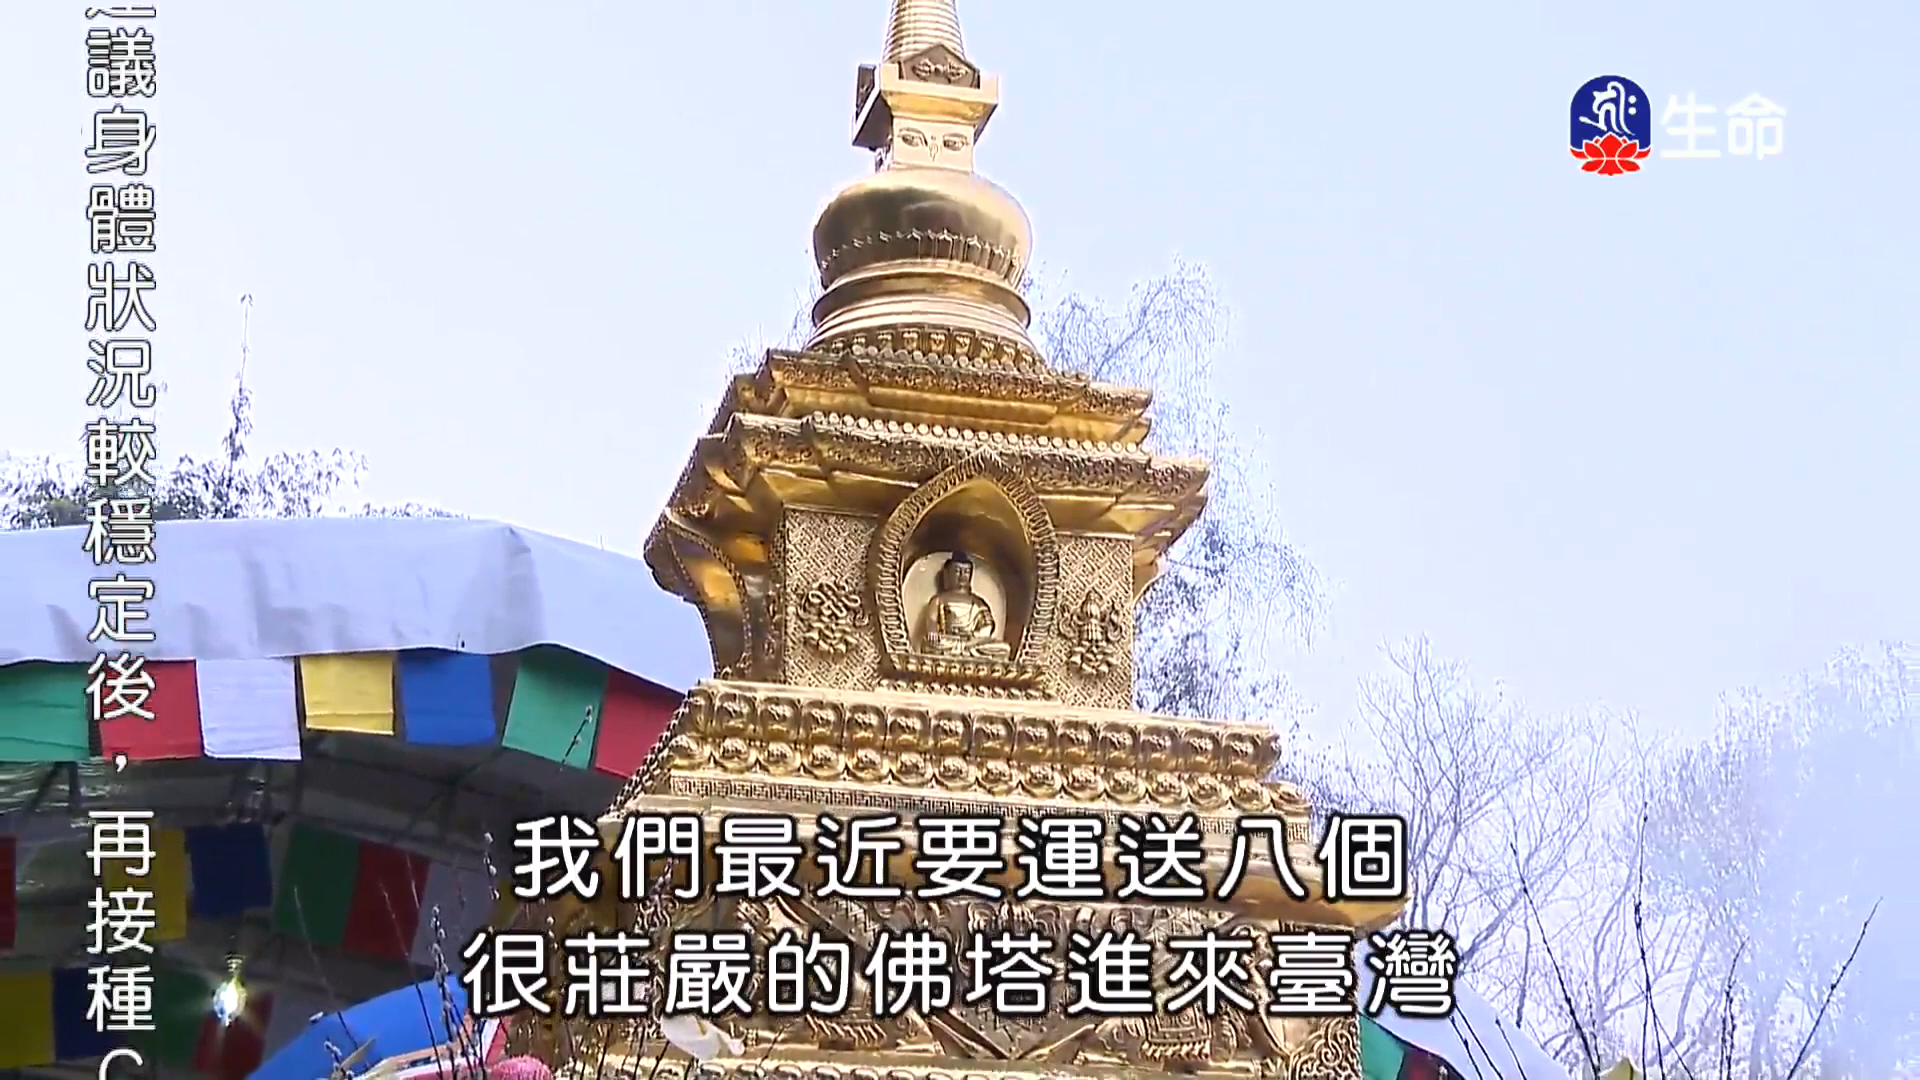 生命
議身體狀況較穩定後，再接種C
我們最近要運送八個
很莊嚴的佛塔進來臺灣